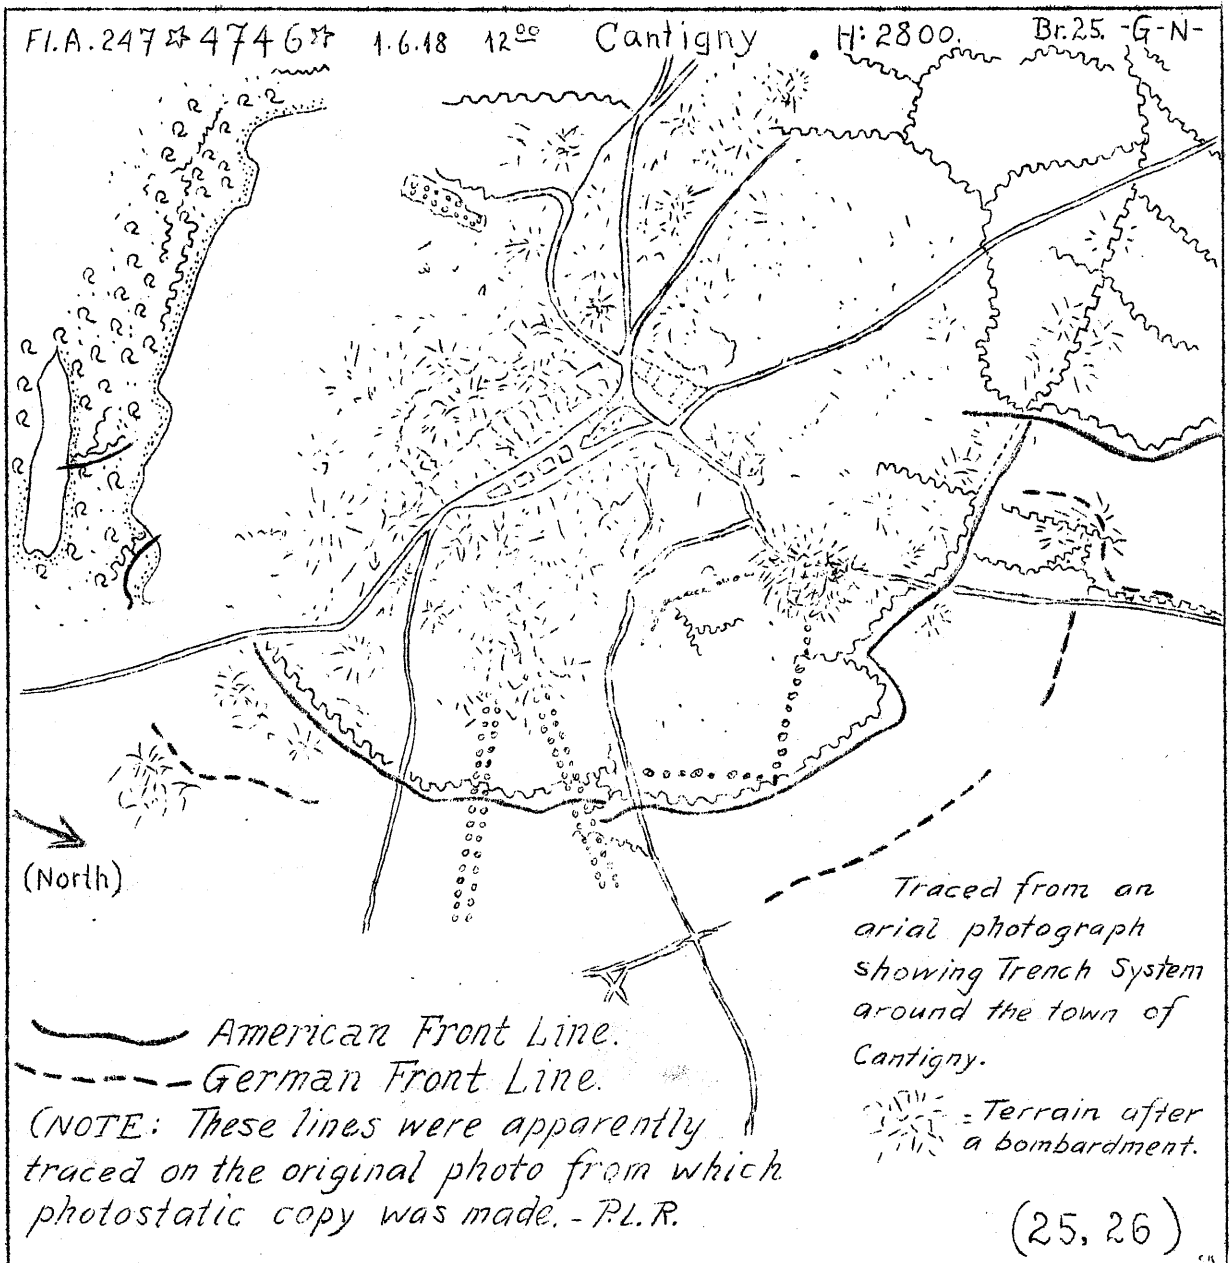 Fl.A.247 ☆ 4746☆ 1.6.18 12⁰⁰ Cantigny H:2800. Br.25. -G-N-
(North)
Traced from an
arial photograph
showing Trench System
around the town of
Cantigny.
American Front Line.
German Front Line.
= Terrain after
a bombardment.
(NOTE: These lines were apparently
traced on the original photo from which
photostatic copy was made. - P.L.R.
(25, 26)